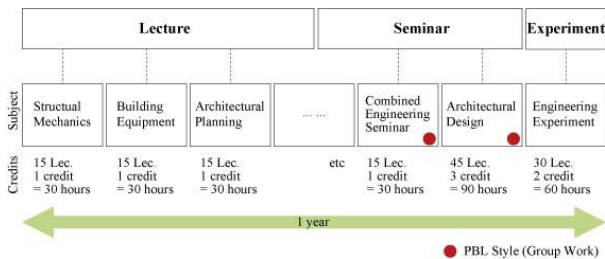 Lecture
Seminar
Experiment
Subject
Structual
Mechanics
Building
Equipment
Architectural
Planning
... ...
Combined
Engineering
Seminar
Architectural
Design
Engineering
Experiment
Credits
15 Lec.
1 credit
= 30 hours
15 Lec.
1 credit
= 30 hours
15 Lec.
1 credit
= 30 hours
etc
15 Lec.
1 credit
= 30 hours
45 Lec.
3 credit
= 90 hours
30 Lec.
2 credit
= 60 hours
1 year
PBL Style (Group Work)